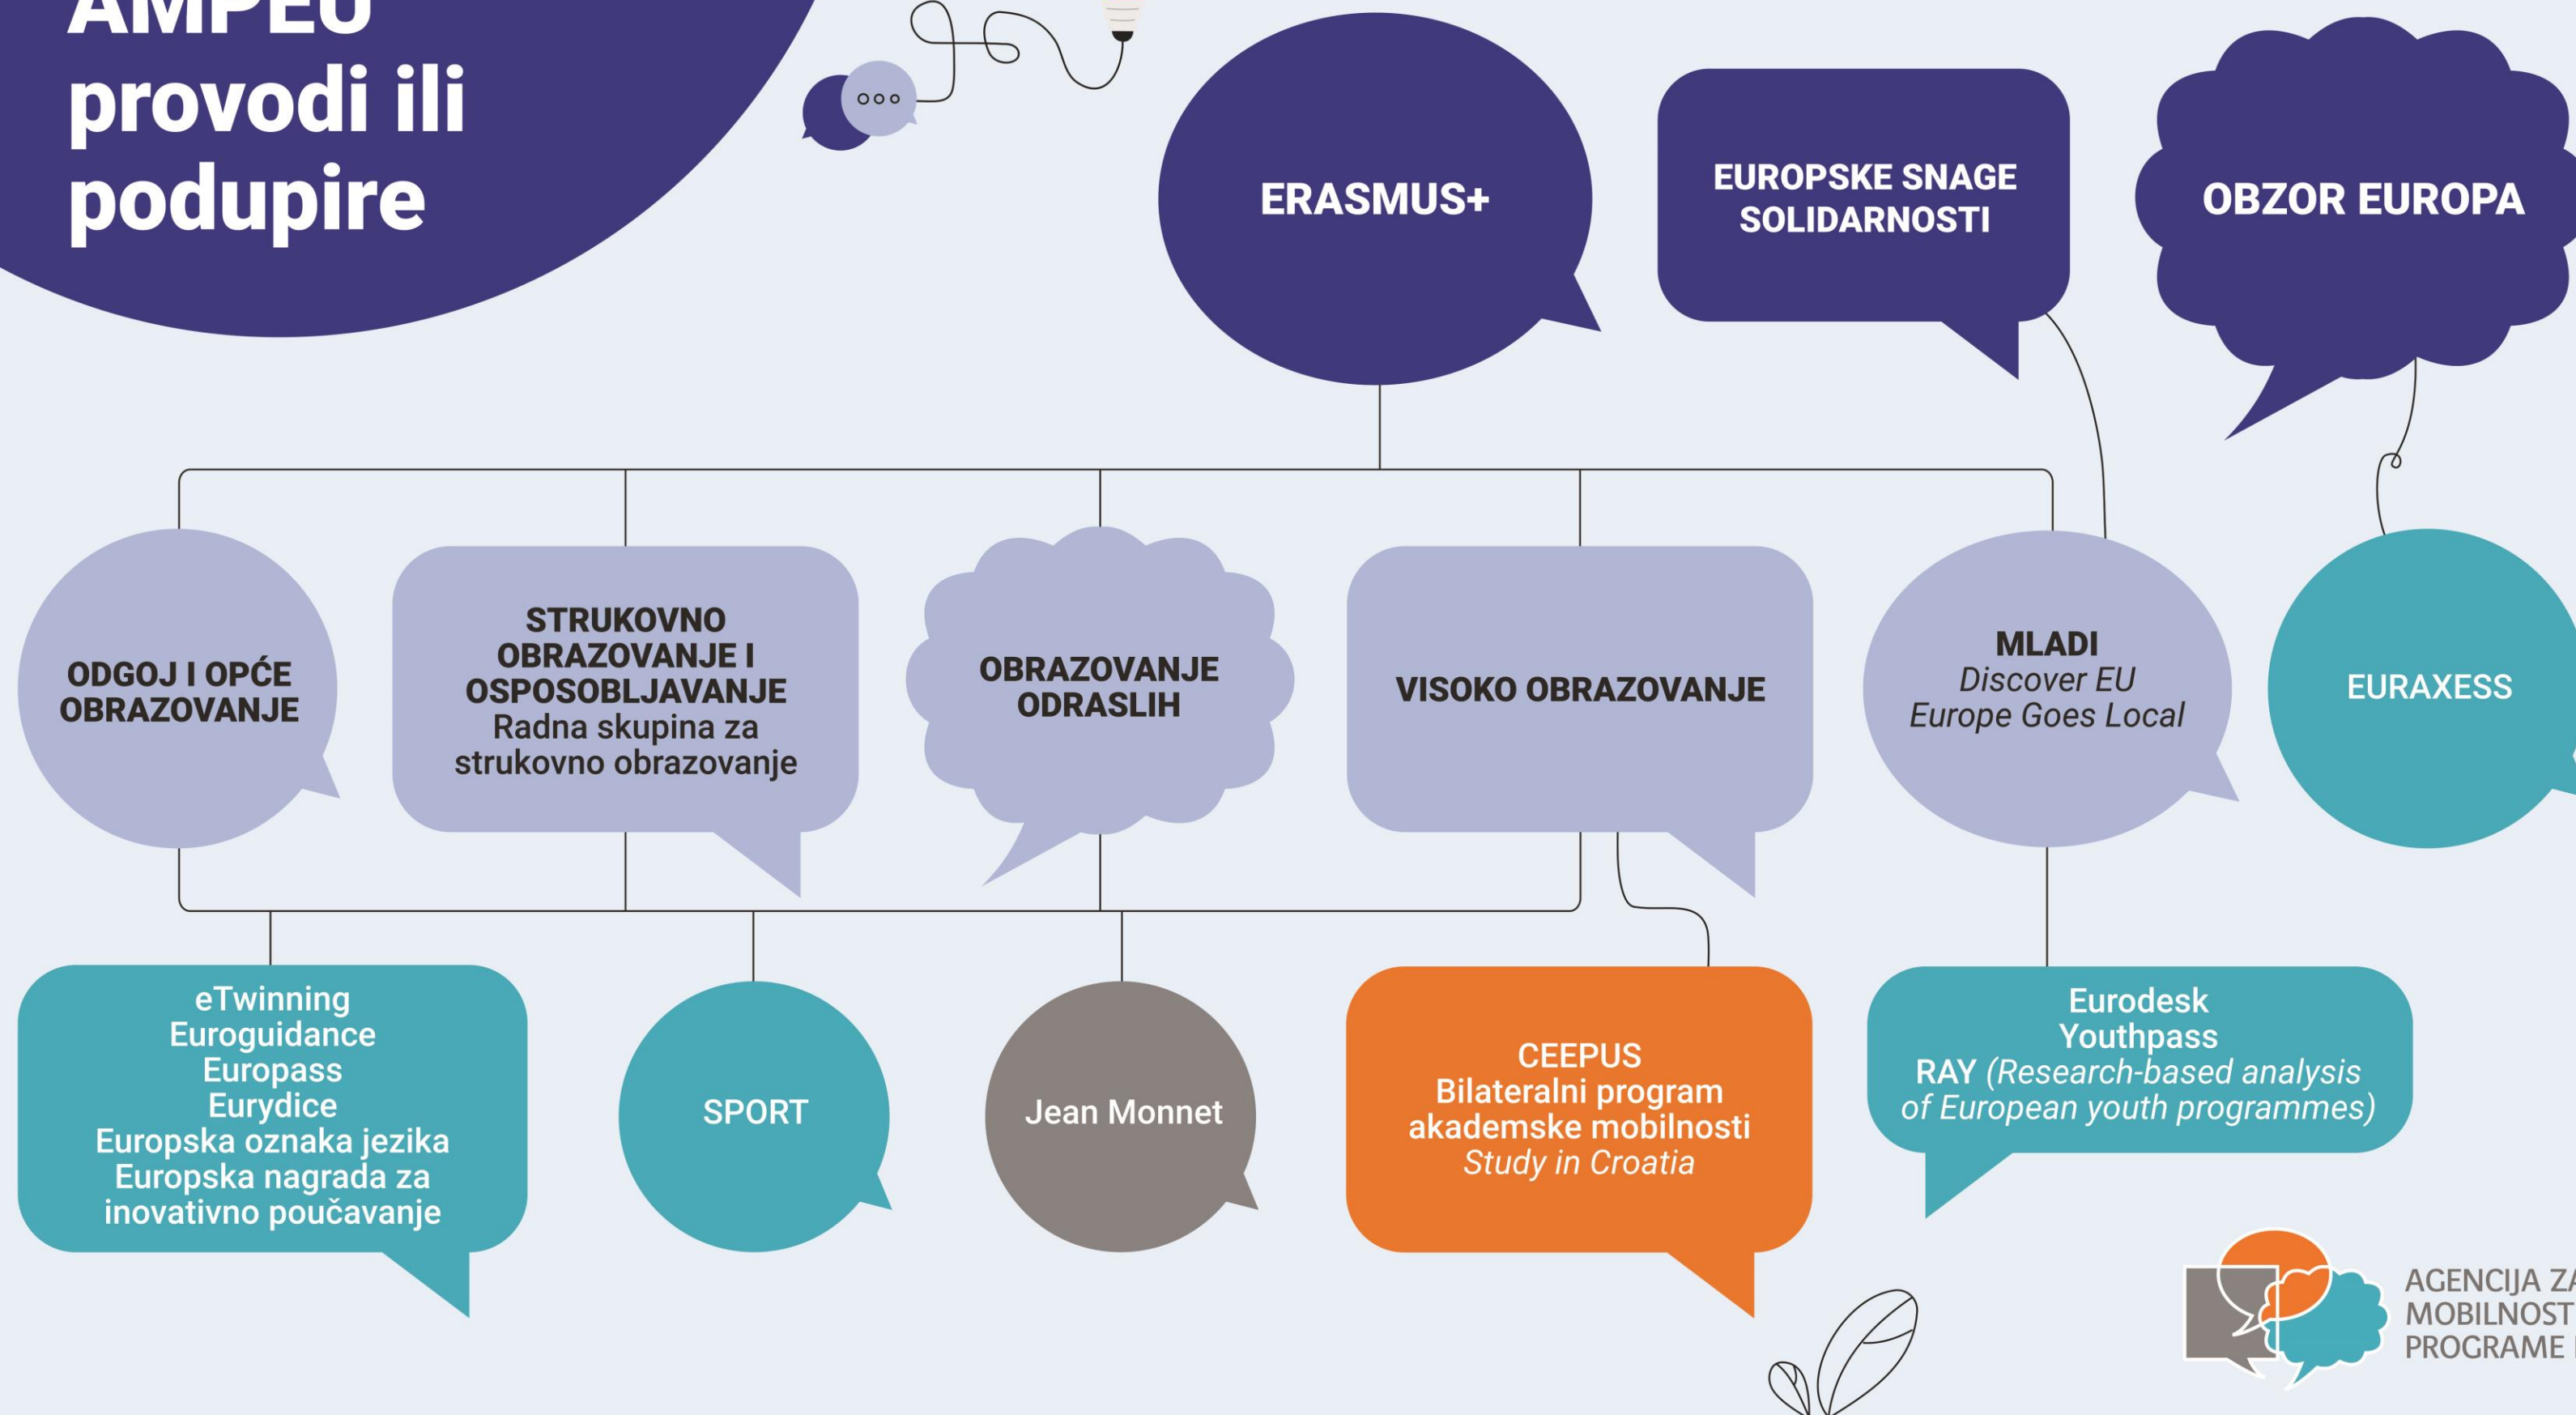 AMPEU
provodi ili
podupire
ERASMUS+
EUROPSKE SNAGE
SOLIDARNOSTI
OBZOR EUROPA
ODGOJ I OPĆE
OBRAZOVANJE
STRUKOVNO
OBRAZOVANJE I
OSPOSOBLJAVANJE
Radna skupina za
strukovno obrazovanje
OBRAZOVANJE
ODRASLIH
VISOKO OBRAZOVANJE
MLADI
Discover EU
Europe Goes Local
EURAXESS
eTwinning
Euroguidance
Europass
Eurydice
Europska oznaka jezika
Europska nagrada za
inovativno poučavanje
SPORT
Jean Monnet
CEEPUS
Bilateralni program
akademske mobilnosti
Study in Croatia
Eurodesk
Youthpass
RAY (Research-based analysis
of European youth programmes)
AGENCIJA ZA
MOBILNOST
PROGRAME